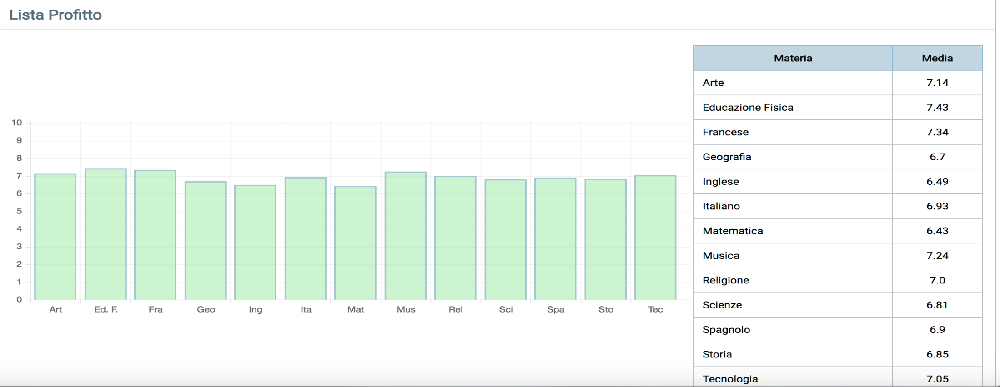 Lista Profitto
10
9
8
7
6
5
4
3
2
1
0
Art Ed. F. Fra Geo Ing Ita Mat Mus Rel Sci Spa Sto Tec
Materia Media
Arte 7.14
Educazione Fisica 7.43
Francese 7.34
Geografia 6.7
Inglese 6.49
Italiano 6.93
Matematica 6.43
Musica 7.24
Religione 7.0
Scienze 6.81
Spagnolo 6.9
Storia 6.85
Tecnologia 7.05